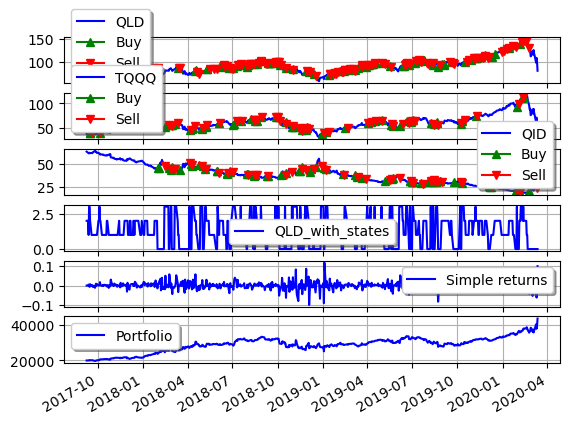 QLD
Buy
Sell
150
100
TQQQ
Buy
Sell
100
50
QID
Buy
Sell
50
25
2.5
0.0
QLD_with_states
0.1
0.0
−0.1
Simple returns
40000
20000
Portfolio
2017-10 2018-01 2018-04 2018-07 2018-10 2019-01 2019-04 2019-07 2019-10 2020-01 2020-04